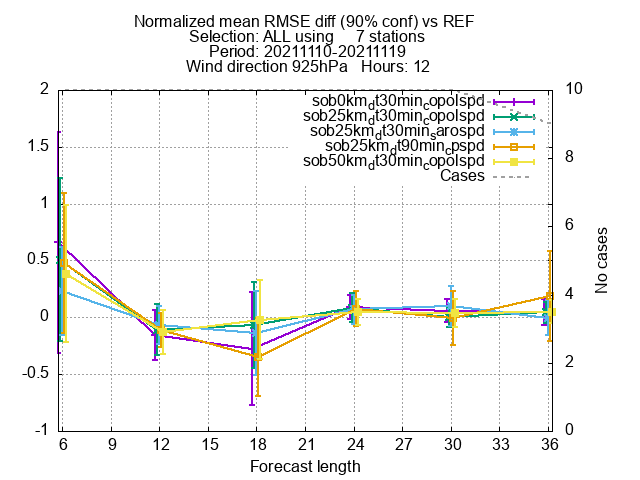 Normalized mean RMSE diff (90% conf) vs REF
Selection: ALL using 7 stations
Period: 20211110-20211119
Wind direction 925hPa Hours: 12
sob0km_dt30min_copolspd
sob25km_dt30min_copolspd
sob25km_dt30min_sarospd
sob25km_dt90min_cpspd
sob50km_dt30min_copolspd
Cases
2
1.5
1
0.5
0
-0.5
-1
10
8
6
4
2
0
No cases
6 9 12 15 18 21 24 27 30 33 36
Forecast length